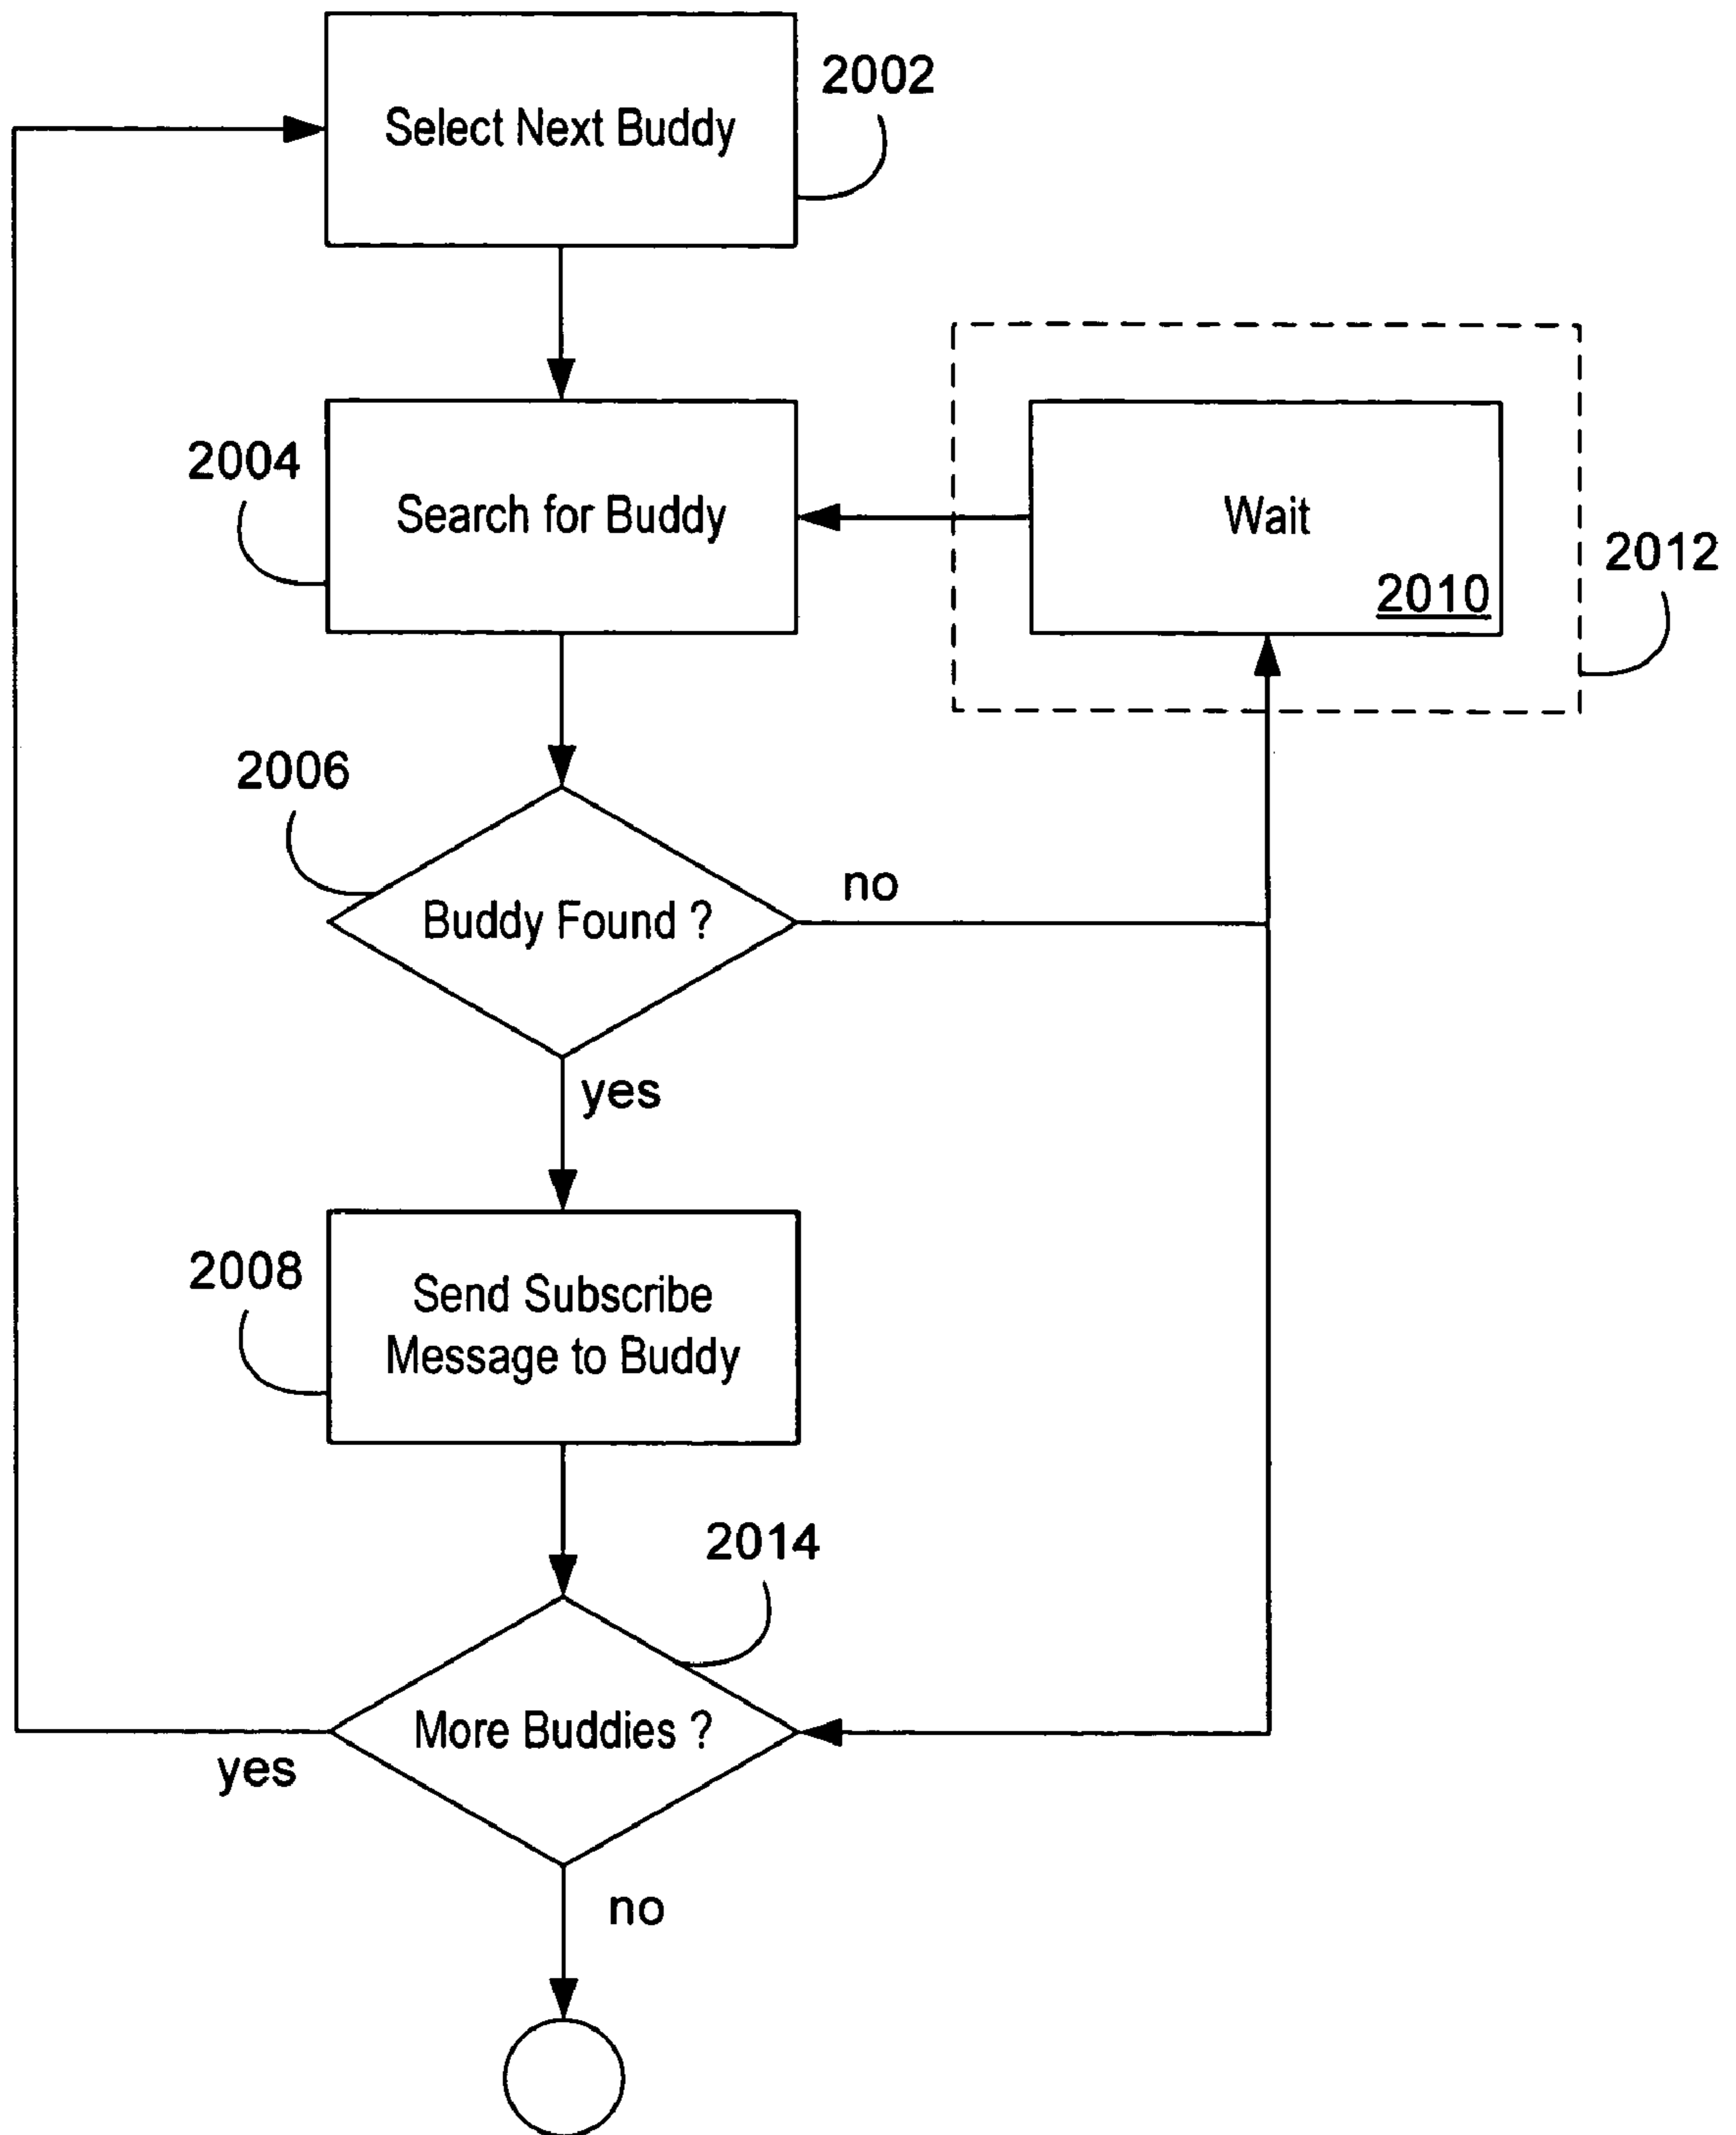 2002
Select Next Buddy
2004
Search for Buddy
Wait
2010
2012
2006
Buddy Found ?
no
yes
2008
Send Subscribe
Message to Buddy
2014
More Buddies ?
yes
no